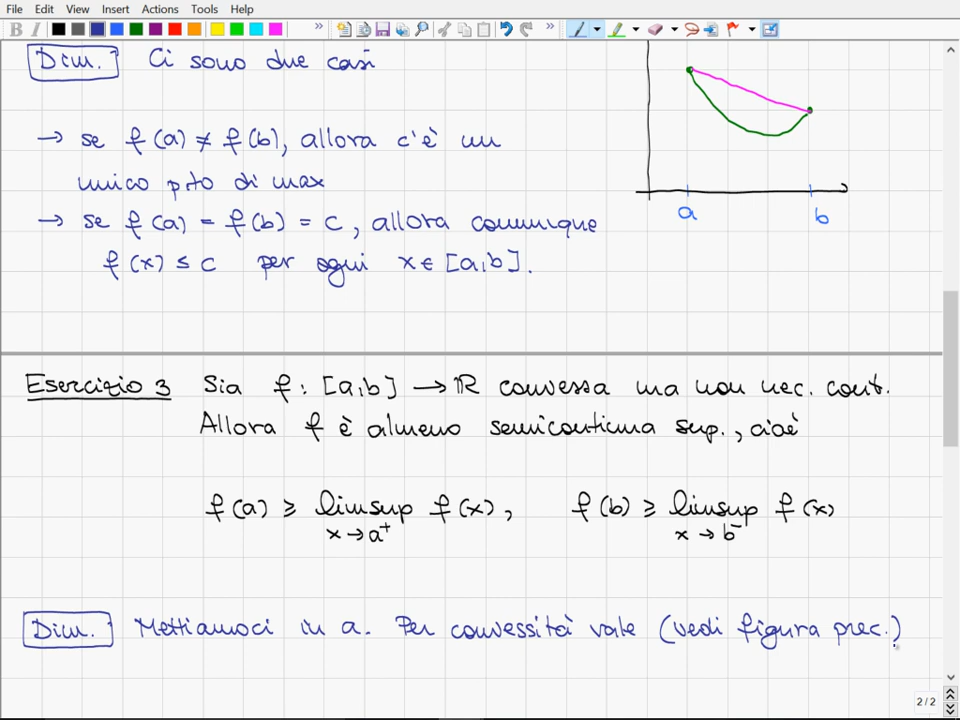 File Edit View Insert Actions Tools Help
B I
Dim. Ci sono due casi
→ se f(a) ≠ f(b), allora c'è un
unico pto di max
→ se f(a) = f(b) = c, allora comunque
f(x) ≤ c per ogni x ∈ [a,b].
a b
Esercizio 3 Sia f : [a,b] → ℝ convessa ma non nec. cont.
Allora f è almeno semicontinua sup., cioè
f(a) ≥ limsup f(x), f(b) ≥ limsup f(x)
x → a⁺ x → b⁻
Dim. Mettiamoci in a. Per convessità vale (vedi figura prec.)
2 / 2